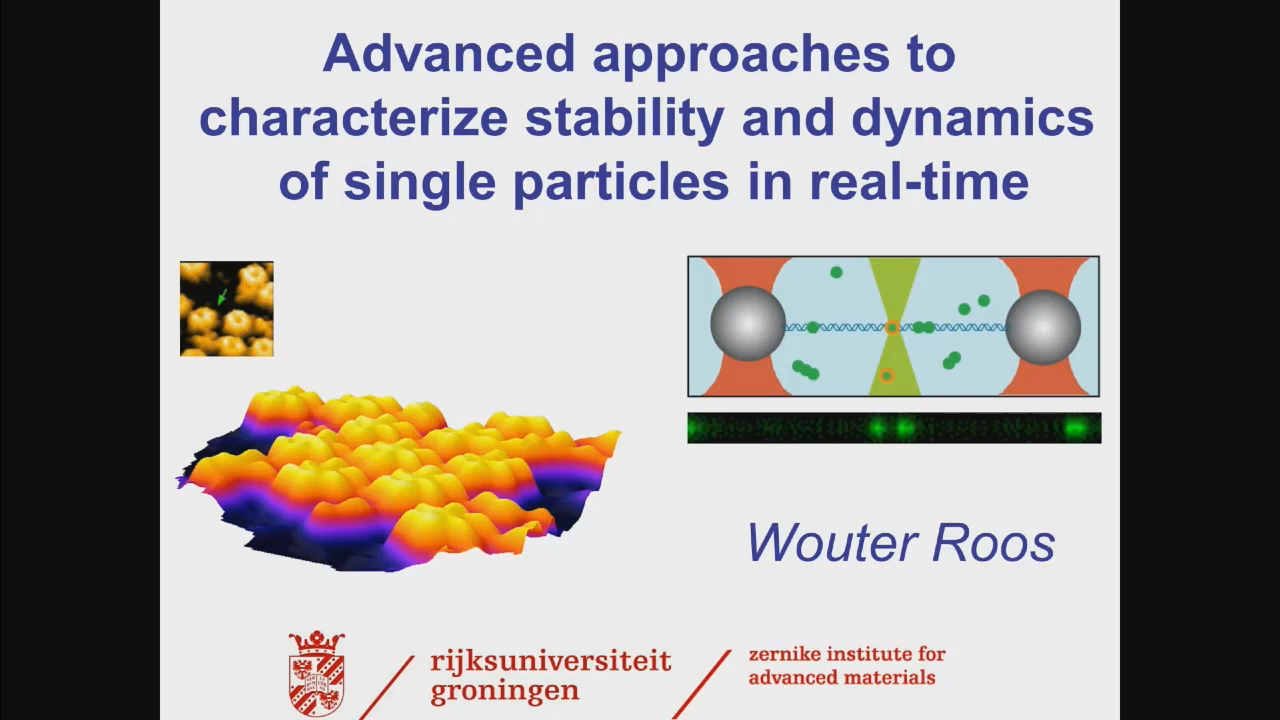 Advanced approaches to
characterize stability and dynamics
of single particles in real-time
Wouter Roos
rijksuniversiteit
groningen
zernike institute for
advanced materials